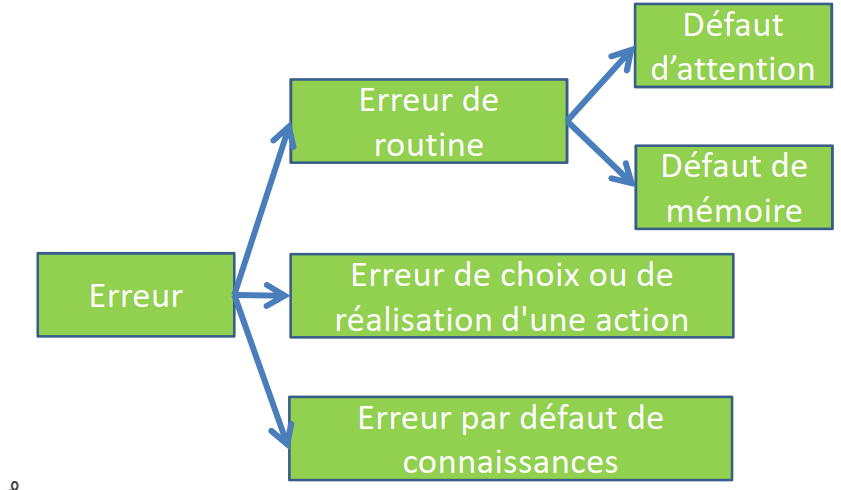 Défaut
d’attention
Erreur de
routine
Défaut de
mémoire
Erreur
Erreur de choix ou de
réalisation d'une action
Erreur par défaut de
connaissances